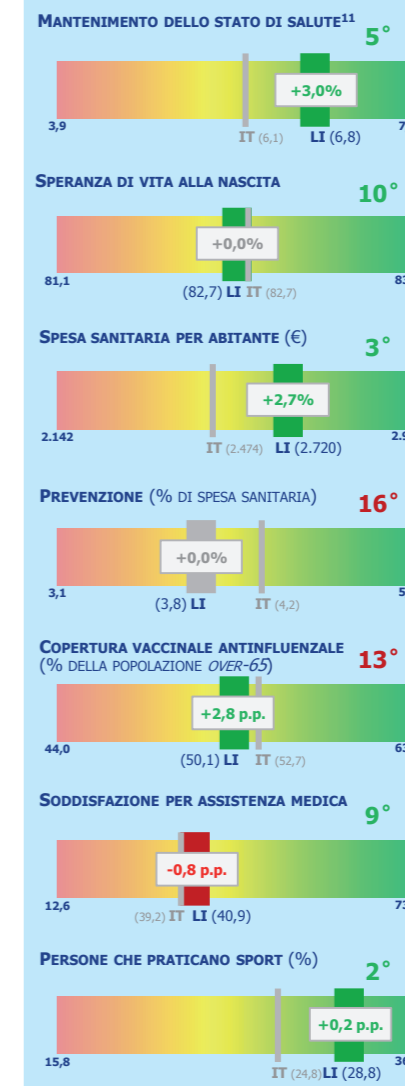 MANTENIMENTO DELLO STATO DI SALUTE11
5°
+3,0%
3,9
IT (6,1) LI (6,8)
SPERANZA DI VITA ALLA NASCITA
10°
+0,0%
81,1
(82,7) LI IT (82,7)
SPESA SANITARIA PER ABITANTE (€)
3°
+2,7%
2.142
IT (2.474) LI (2.720)
PREVENZIONE (% DI SPESA SANITARIA)
16°
+0,0%
3,1
(3,8) LI IT (4,2)
COPERTURA VACCINALE ANTINFLUENZALE
(% DELLA POPOLAZIONE OVER-65)
13°
+2,8 p.p.
44,0
(50,1) LI IT (52,7)
SODDISFAZIONE PER ASSISTENZA MEDICA
9°
-0,8 p.p.
12,6
(39,2) IT LI (40,9)
PERSONE CHE PRATICANO SPORT (%)
2°
+0,2 p.p.
15,8
IT (24,8) LI (28,8)